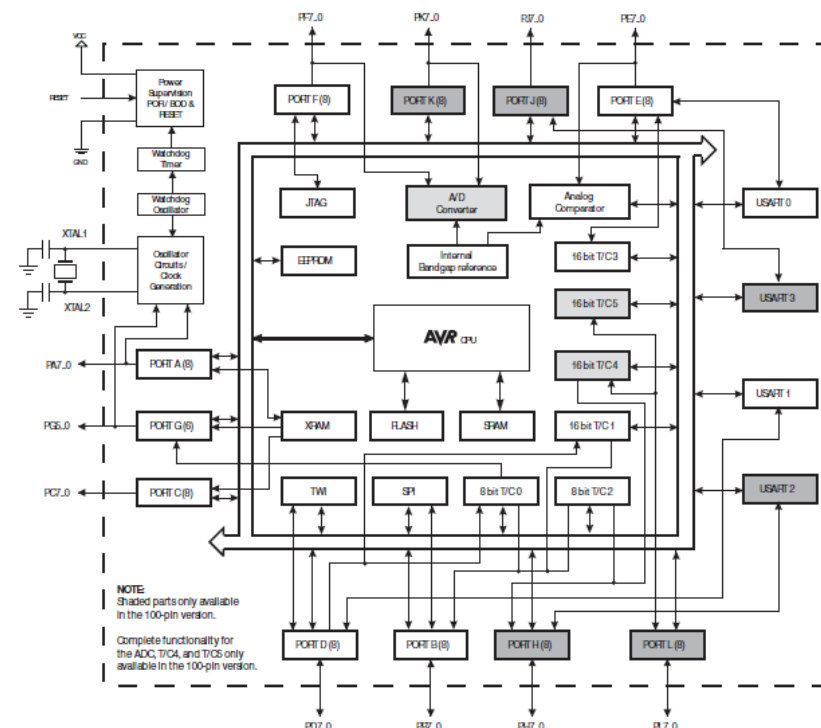 PF7..0
PK7..0
PJ7..0
PE7..0
VCC
RESET
GND
Power
Supervision
POR / BOD &
RESET
Watchdog
Timer
Watchdog
Oscillator
XTAL1
XTAL2
Oscillator
Circuits /
Clock
Generation
PORT F (8)
PORT K (8)
PORT J (8)
PORT E (8)
JTAG
A/D
Converter
Analog
Comparator
USART 0
EEPROM
Internal
Bandgap reference
16 bit T/C3
USART 3
16 bit T/C5
AVR CPU
16 bit T/C4
PA7..0
PORT A (8)
USART 1
PG5..0
PORT G (6)
XRAM
FLASH
SRAM
16 bit T/C1
PC7..0
PORT C (8)
TWI
SPI
8 bit T/C0
8 bit T/C2
USART 2
NOTE:
Shaded parts only available
in the 100-pin version.
Complete functionality for
the ADC, T/C4, and T/C5 only
available in the 100-pin version.
PORT D (8)
PORT B (8)
PORT H (8)
PORT L (8)
PD7..0
PB7..0
PH7..0
PL7..0